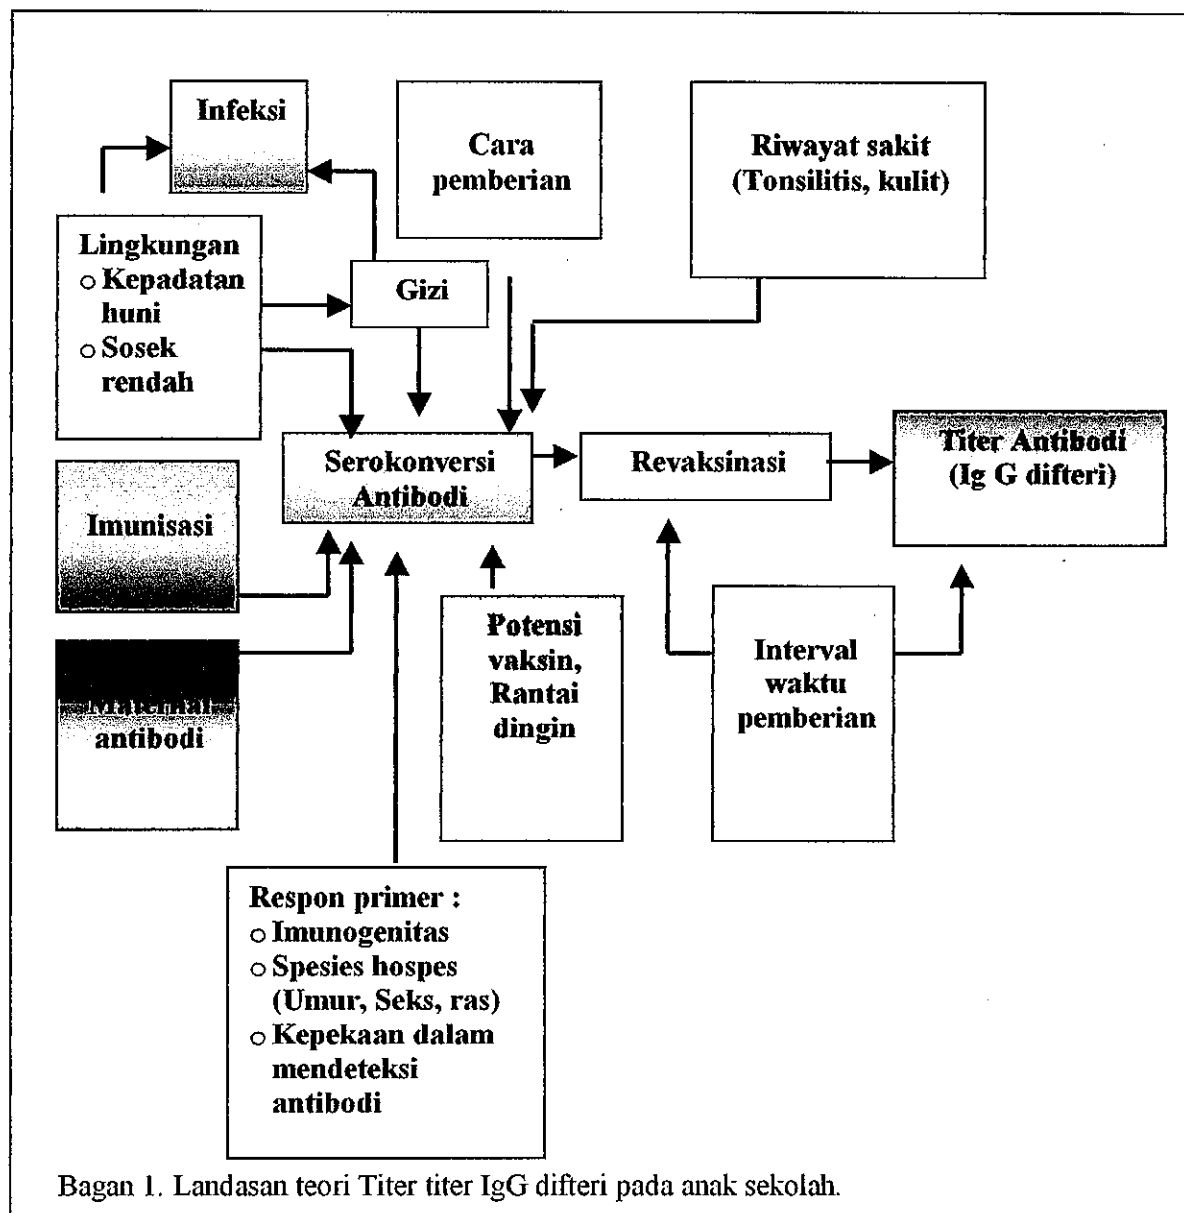 Infeksi
Cara
pemberian
Riwayat sakit
(Tonsilitis, kulit)
Lingkungan
o Kepadatan
huni
o Sosek
rendah
Gizi
Serokonversi
Antibodi
Revaksinasi
Titer Antibodi
(Ig G difteri)
Imunisasi
Maternal
antibodi
Potensi
vaksin,
Rantai
dingin
Interval
waktu
pemberian
Respon primer :
o Imunogenitas
o Spesies hospes
(Umur, Seks, ras)
o Kepekaan dalam
mendeteksi
antibodi
Bagan 1. Landasan teori Titer titer IgG difteri pada anak sekolah.